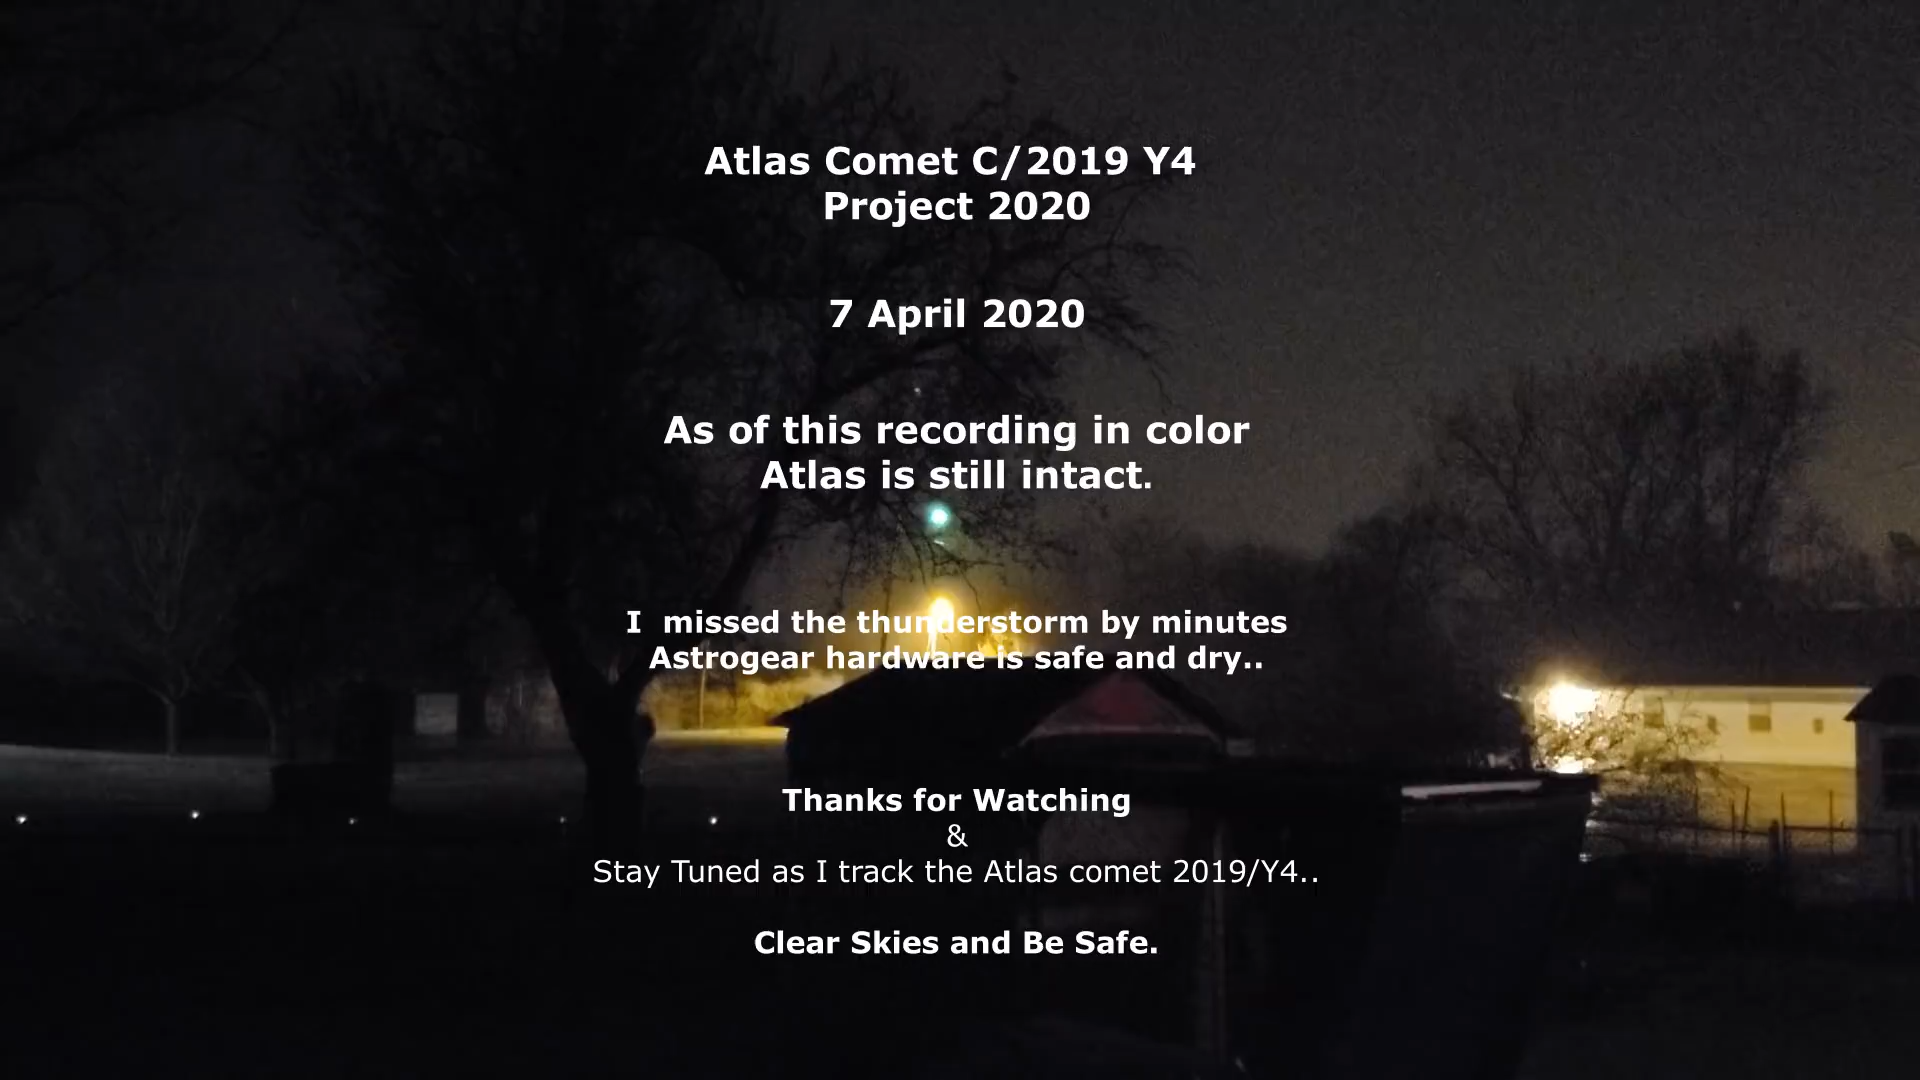 Atlas Comet C/2019 Y4
Project 2020
7 April 2020
As of this recording in color
Atlas is still intact.
I  missed the thunderstorm by minutes
Astrogear hardware is safe and dry..
Thanks for Watching
&
Stay Tuned as I track the Atlas comet 2019/Y4..
Clear Skies and Be Safe.